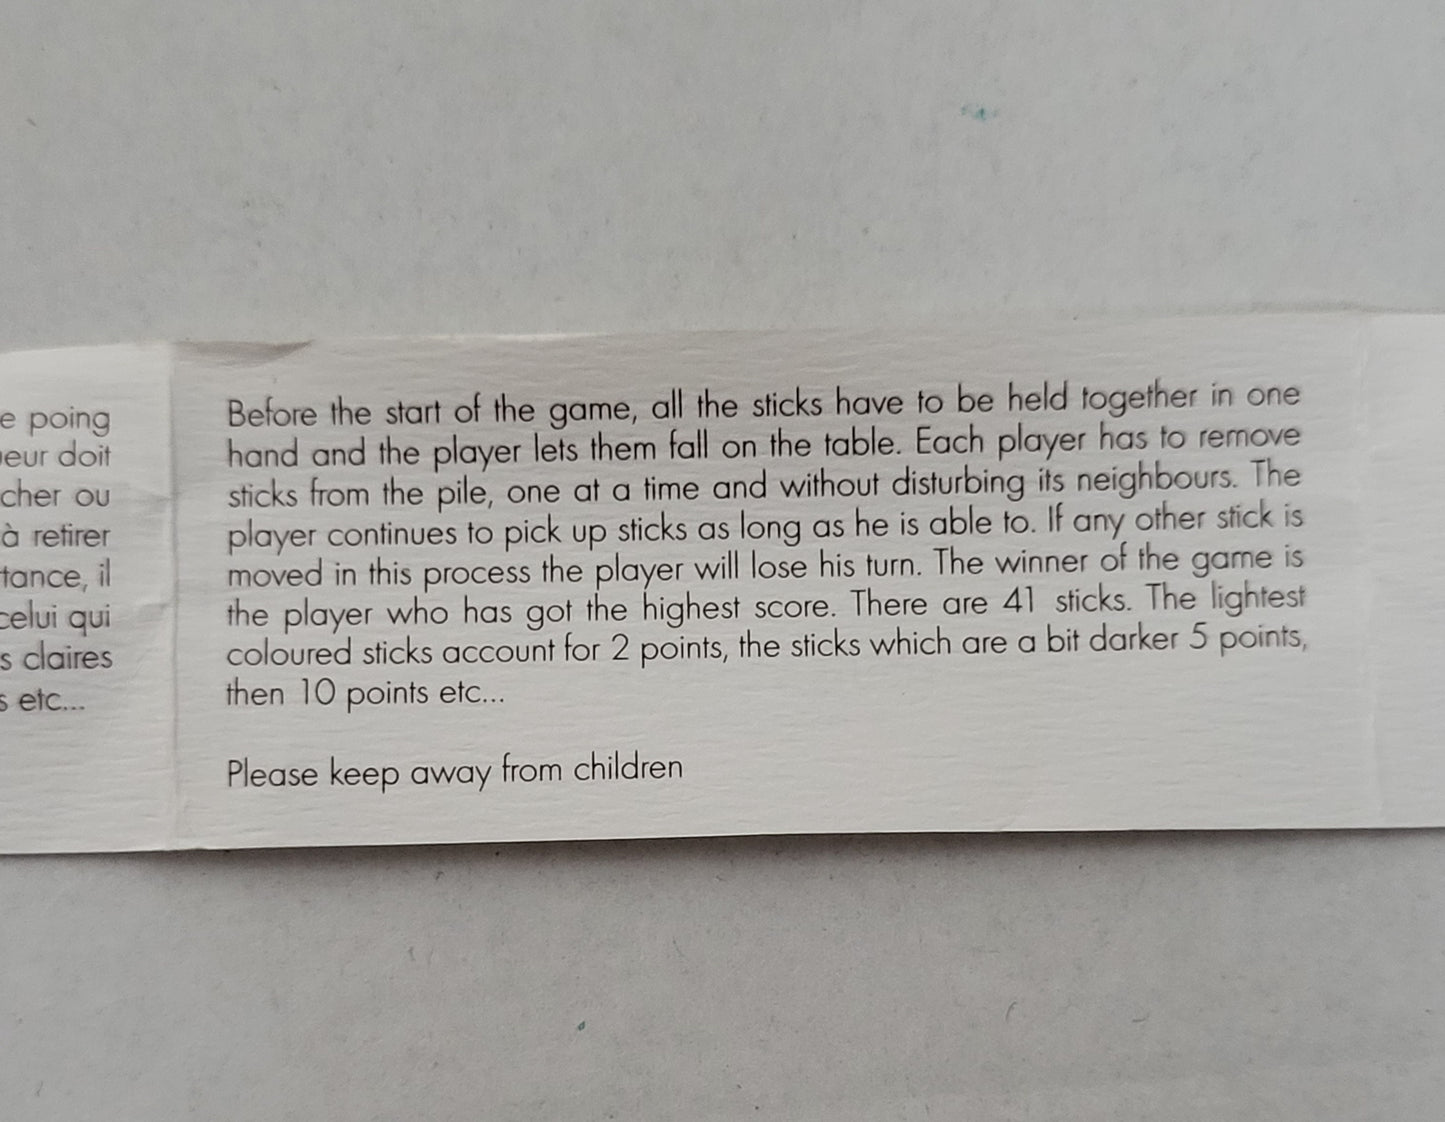 e poing
eur doit
cher ou
à retirer
tance, il
celui qui
s claires
s etc...
Before the start of the game, all the sticks have to be held together in one
hand and the player lets them fall on the table. Each player has to remove
sticks from the pile, one at a time and without disturbing its neighbours. The
player continues to pick up sticks as long as he is able to. If any other stick is
moved in this process the player will lose his turn. The winner of the game is
the player who has got the highest score. There are 41 sticks. The lightest
coloured sticks account for 2 points, the sticks which are a bit darker 5 points,
then 10 points etc...
Please keep away from children